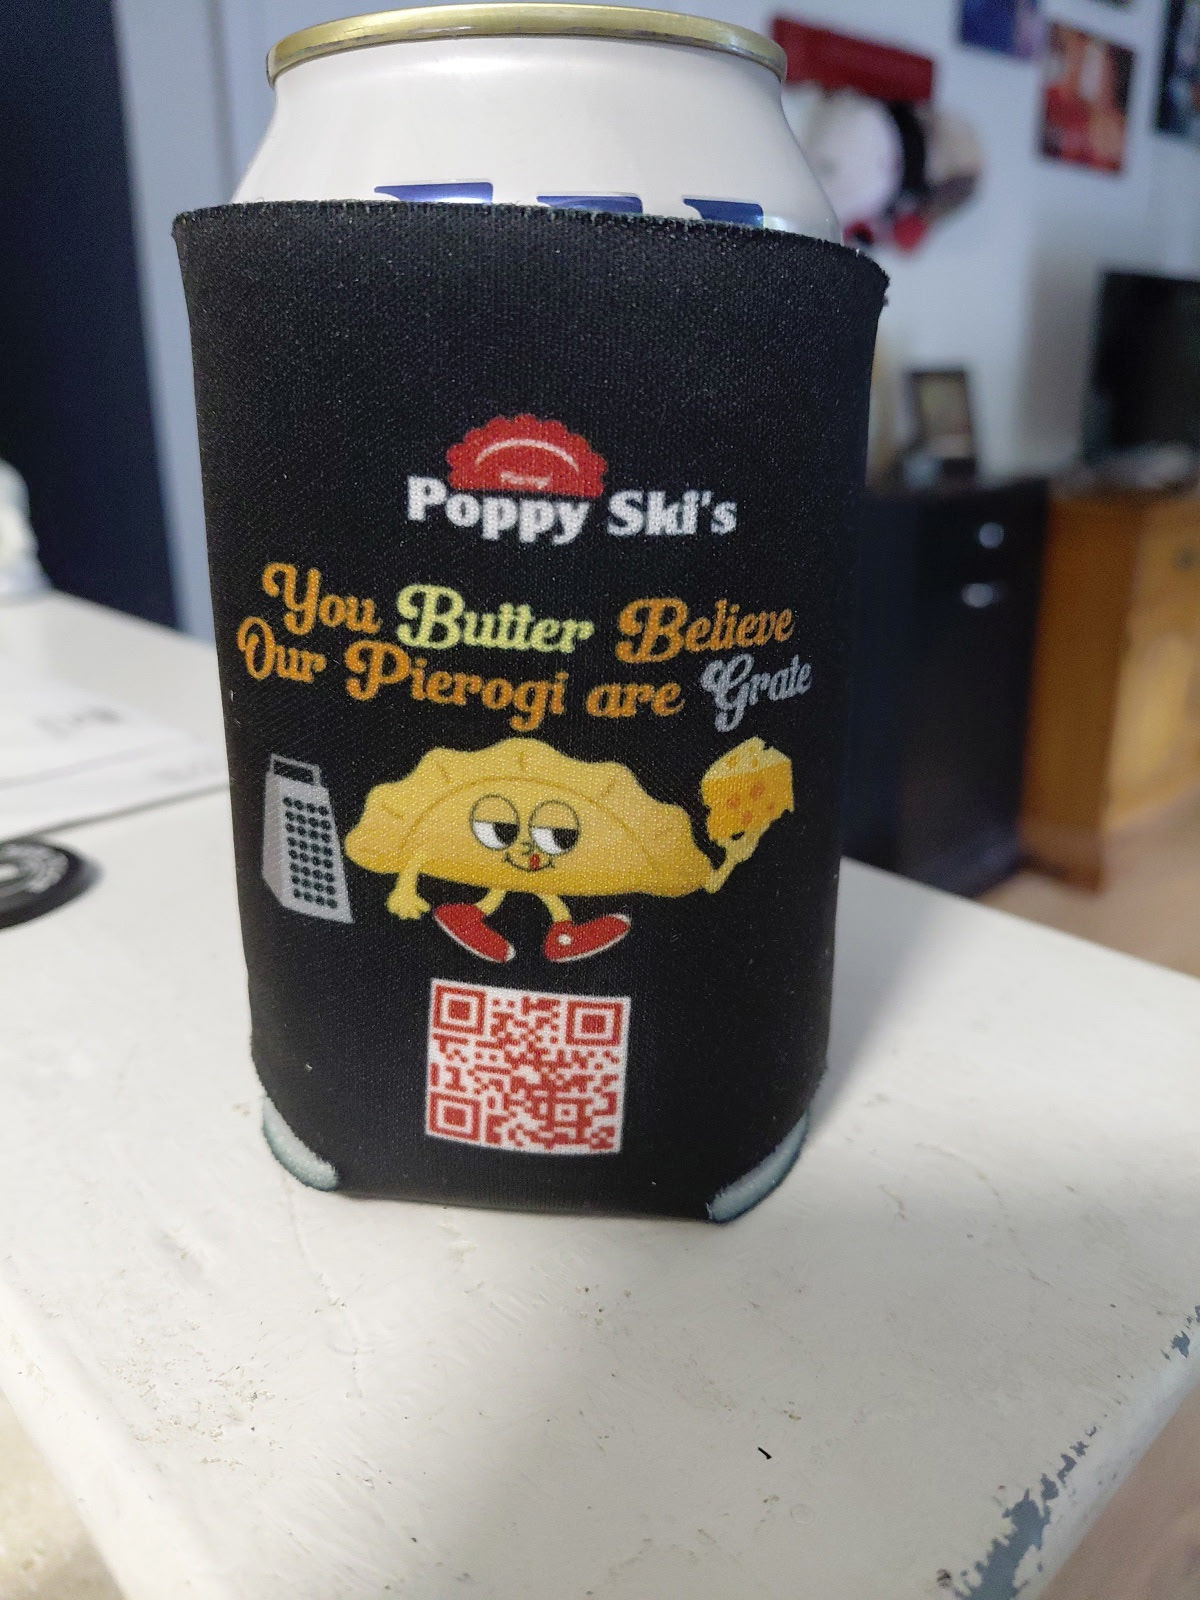 Poppy Ski's
You Butter Believe
Our Pierogi are Grate